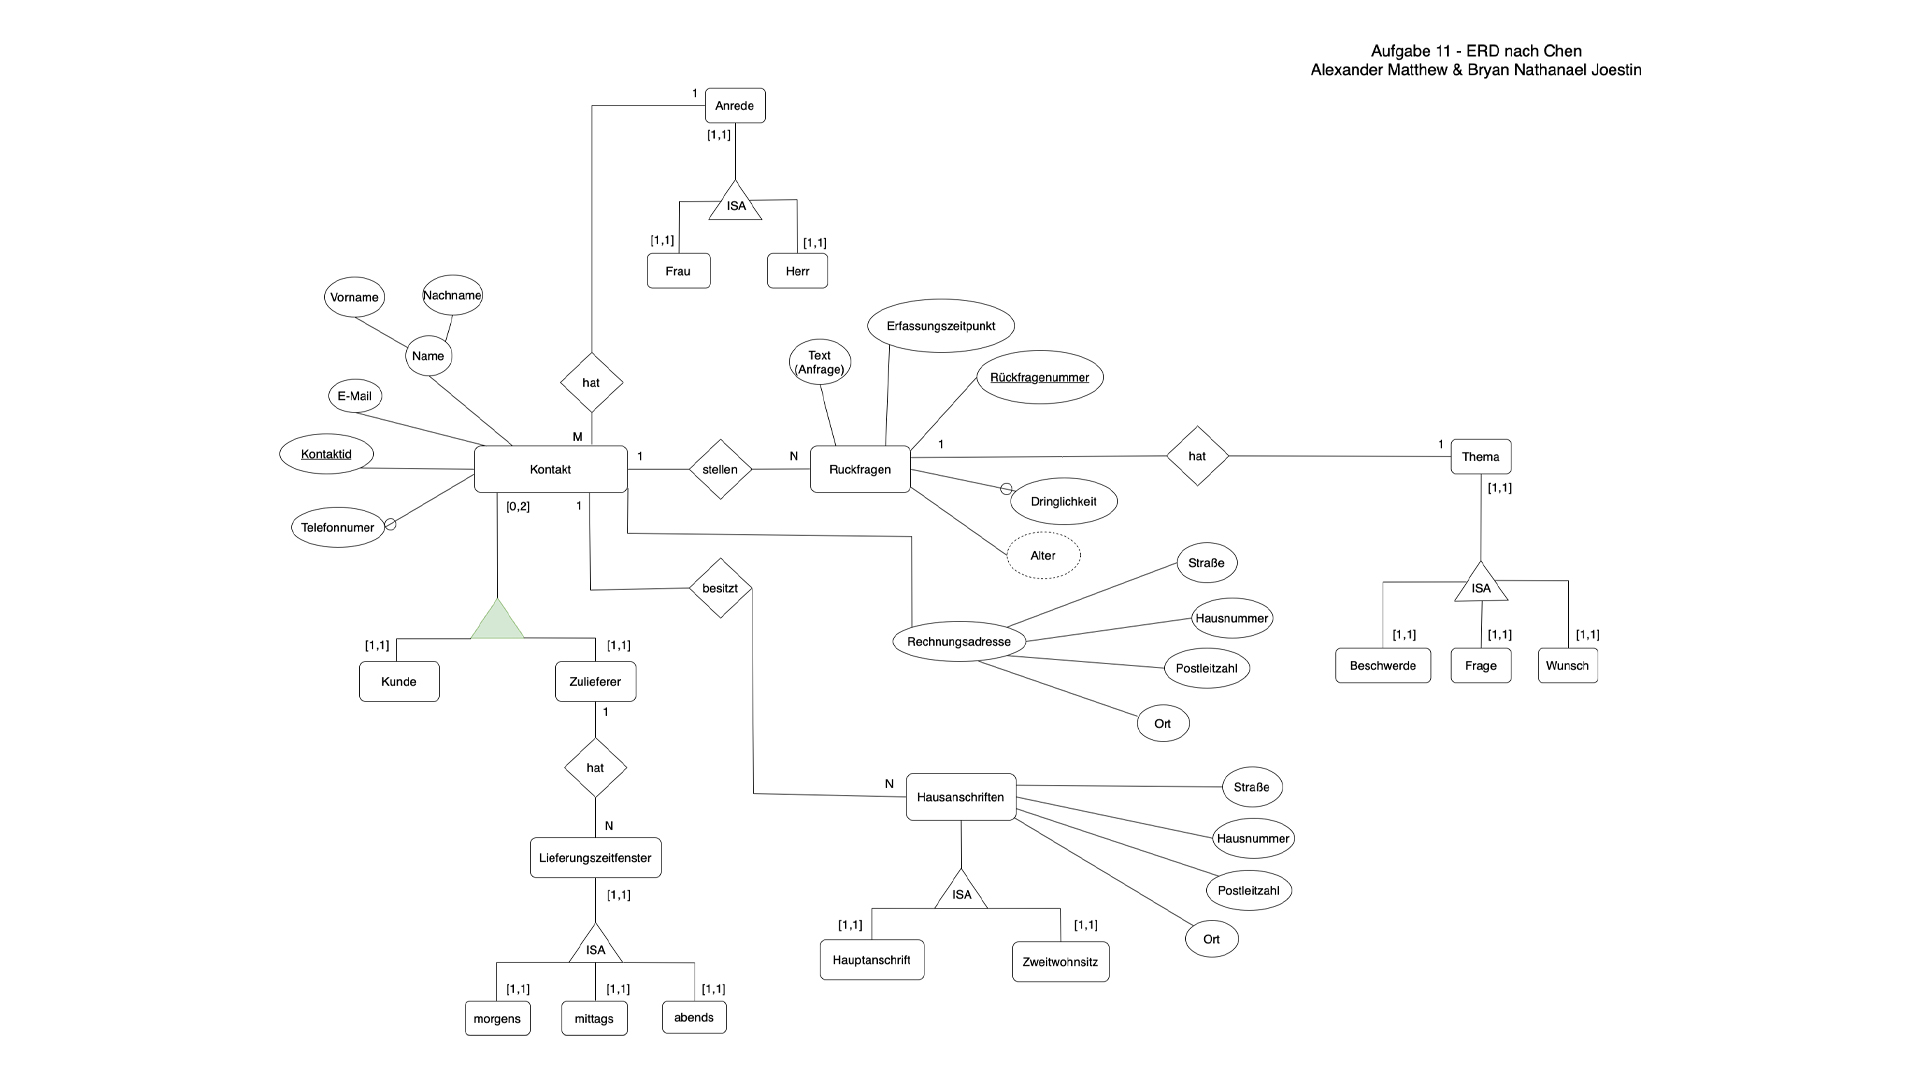 Aufgabe 11 - ERD nach Chen
Alexander Matthew & Bryan Nathanael Joestin
1
Anrede
[1,1]
ISA
[1,1]
[1,1]
Frau
Herr
Vorname
Nachname
Name
E-Mail
Kontaktid
Telefonnumer
hat
M
Kontakt
1
stellen
N
Ruckfragen
Text
(Anfrage)
Erfassungszeitpunkt
Rückfragenummer
Dringlichkeit
Alter
1
hat
1
Thema
[1,1]
ISA
[1,1]
[1,1]
[1,1]
Beschwerde
Frage
Wunsch
[0,2]
1
besitzt
[1,1]
[1,1]
Kunde
Zulieferer
1
hat
N
Lieferungszeitfenster
[1,1]
ISA
[1,1]
[1,1]
[1,1]
morgens
mittags
abends
Rechnungsadresse
Straße
Hausnummer
Postleitzahl
Ort
N
Hausanschriften
Straße
Hausnummer
Postleitzahl
Ort
ISA
[1,1]
[1,1]
Hauptanschrift
Zweitwohnsitz